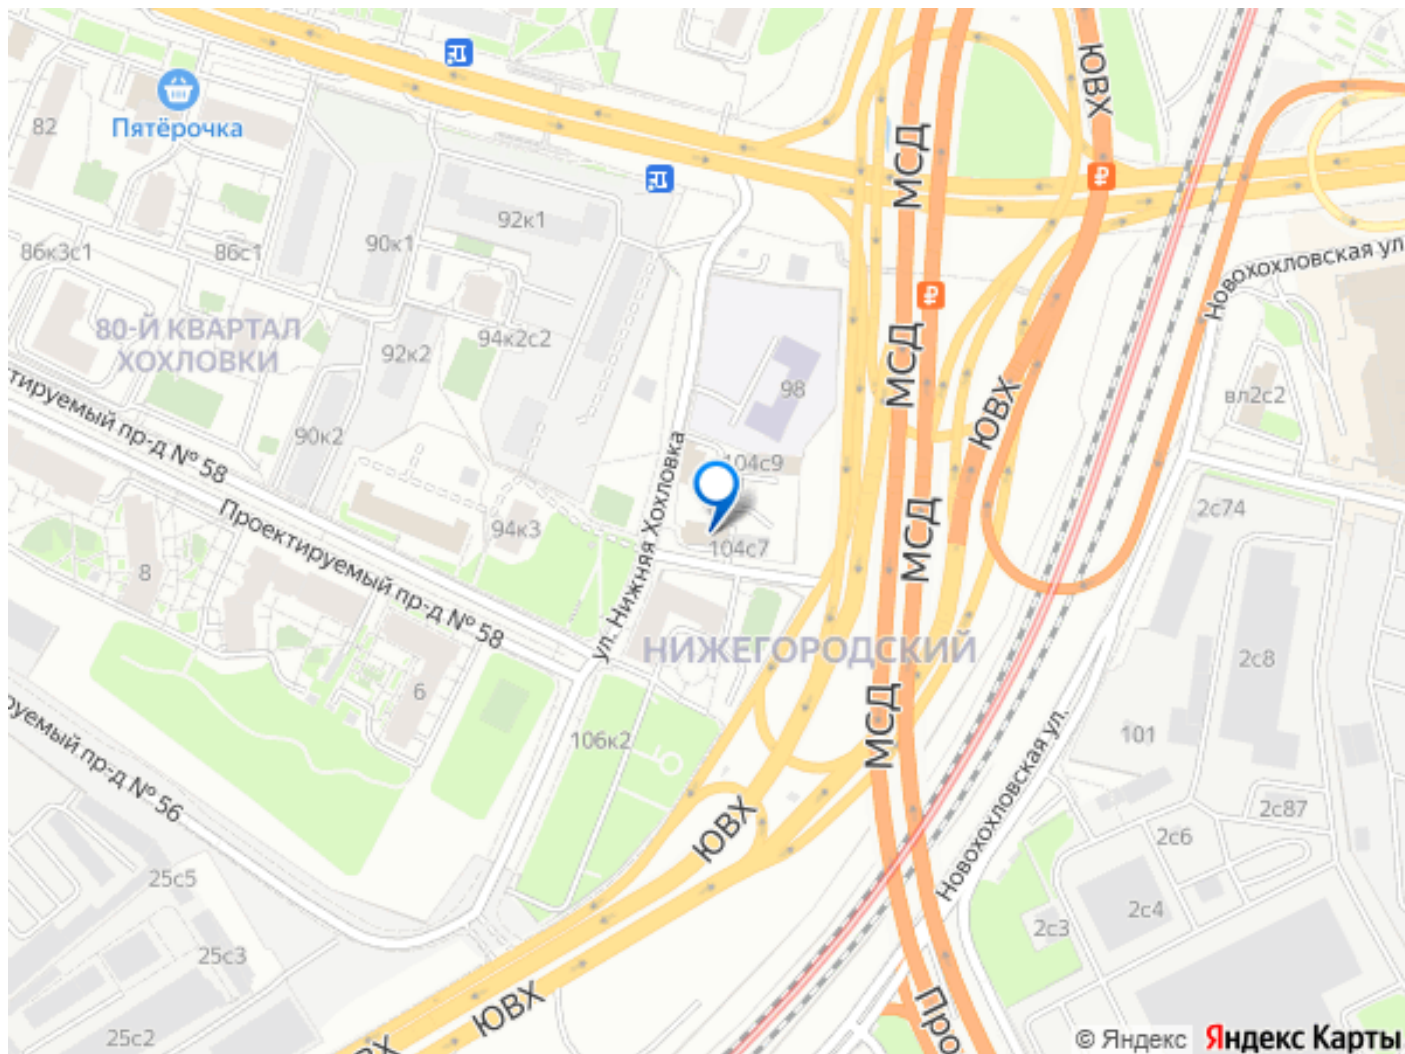 ЮВХ
82
Пятёрочка
МСД
92к1
90к1
86к3с1
86с1
Новохохловская ул.
80-Й КВАРТАЛ
ХОХЛОВКИ
94к2с2
92к2
98
МСД
ЮВХ
вл2с2
90к2
тируемый пр-д № 58
104с9
ул. Нижняя Хохловка
2с74
94к3
104с7
МСД
Проектируемый пр-д № 58
8
НИЖЕГОРОДСКИЙ
2с8
6
МСД
106к2
101
уемый пр-д № 56
Новохохловская ул.
2с87
ЮВХ
2с6
25с5
2с4
2с3
25с3
ЮВХ
Про
25с2
ВХ
© Яндекс
Яндекс Карты